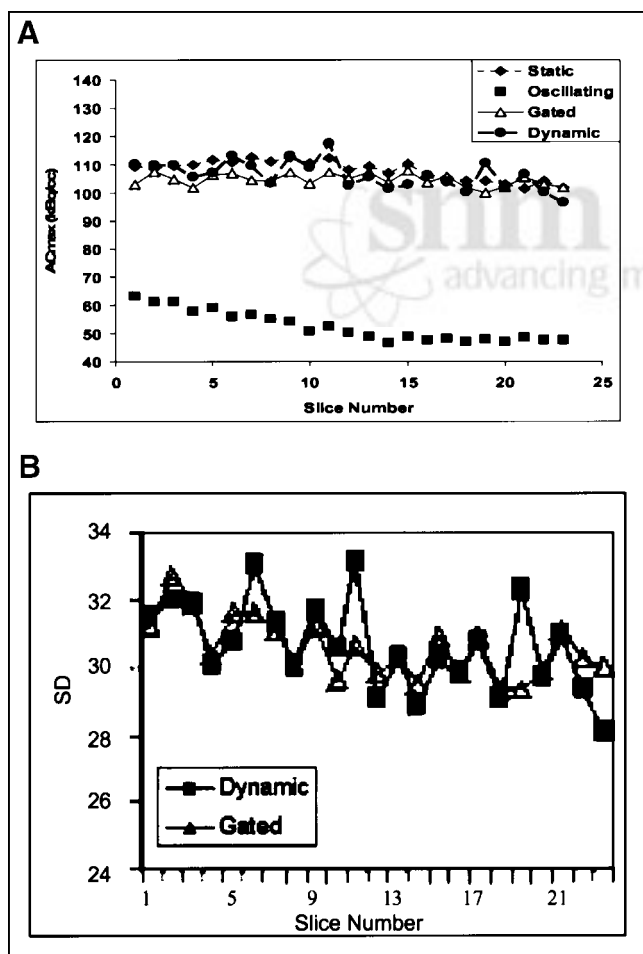 A
Static
Oscillating
Gated
Dynamic
140
130
120
110
100
90
80
70
60
50
40
ACmax (kBq/cc)
0 5 10 15 20 25
Slice Number
snm
advancing m
B
34
32
30
28
26
24
SD
Dynamic
Gated
1 5 9 13 17 21
Slice Number